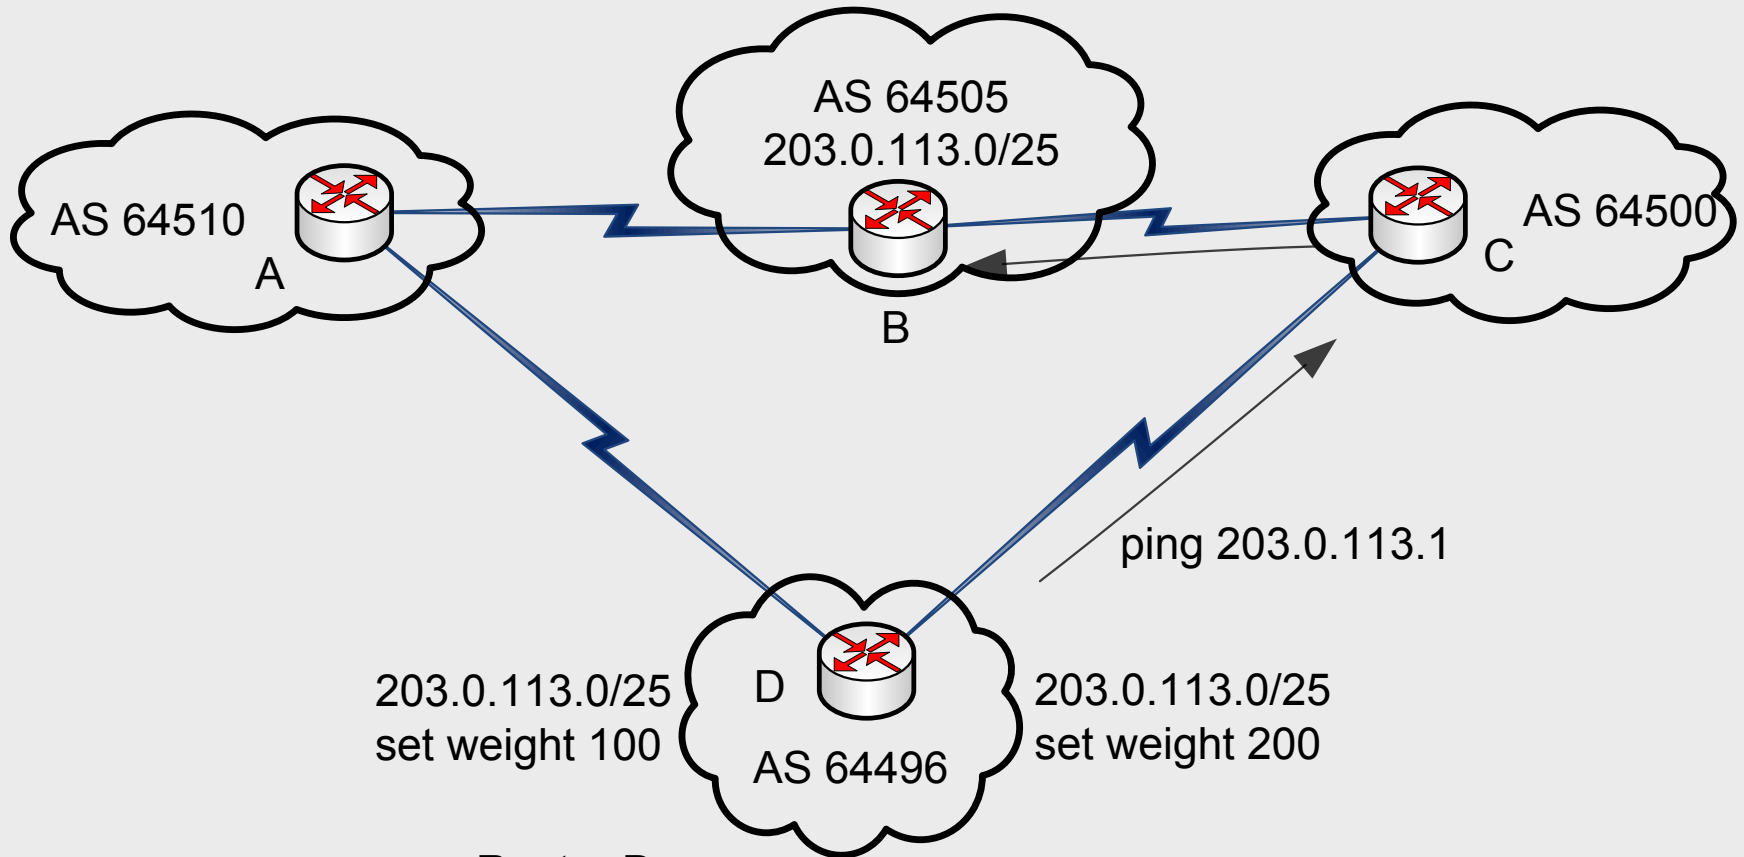 AS 64505
203.0.113.0/25
AS 64510
AS 64500
A
C
B
ping 203.0.113.1
203.0.113.0/25
set weight 100
D
203.0.113.0/25
set weight 200
AS 64496